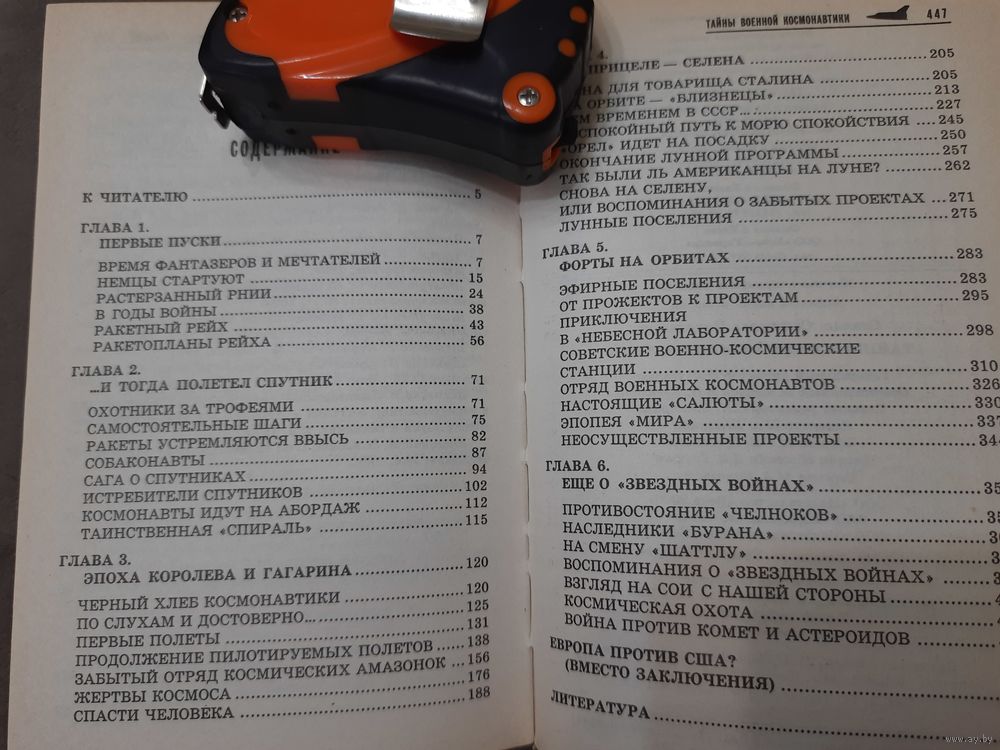 СОДЕРЖАНИЕ
К ЧИТАТЕЛЮ ... 5
ГЛАВА 1.
ПЕРВЫЕ ПУСКИ ... 7
ВРЕМЯ ФАНТАЗЕРОВ И МЕЧТАТЕЛЕЙ ... 7
НЕМЦЫ СТАРТУЮТ ... 15
РАСТЕРЗАННЫЙ РНИИ ... 24
В ГОДЫ ВОЙНЫ ... 38
РАКЕТНЫЙ РЕЙХ ... 43
РАКЕТОПЛАНЫ РЕЙХА ... 56
ГЛАВА 2.
...И ТОГДА ПОЛЕТЕЛ СПУТНИК ... 71
ОХОТНИКИ ЗА ТРОФЕЯМИ ... 71
САМОСТОЯТЕЛЬНЫЕ ШАГИ ... 75
РАКЕТЫ УСТРЕМЛЯЮТСЯ ВВЫСЬ ... 82
СОБАКОНАВТЫ ... 87
САГА О СПУТНИКАХ ... 94
ИСТРЕБИТЕЛИ СПУТНИКОВ ... 102
КОСМОНАВТЫ ИДУТ НА АБОРДАЖ ... 112
ТАИНСТВЕННАЯ «СПИРАЛЬ» ... 115
ГЛАВА 3.
ЭПОХА КОРОЛЕВА И ГАГАРИНА ... 120
ЧЕРНЫЙ ХЛЕБ КОСМОНАВТИКИ ... 120
ПО СЛУХАМ И ДОСТОВЕРНО... ... 125
ПЕРВЫЕ ПОЛЕТЫ ... 131
ПРОДОЛЖЕНИЕ ПИЛОТИРУЕМЫХ ПОЛЕТОВ ... 138
ЗАБЫТЫЙ ОТРЯД КОСМИЧЕСКИХ АМАЗОНОК ... 156
ЖЕРТВЫ КОСМОСА ... 176
СПАСТИ ЧЕЛОВЕКА ... 188
ТАЙНЫ ВОЕННОЙ КОСМОНАВТИКИ 447
4.
ПРИЦЕЛЕ — СЕЛЕНА ... 205
НА ДЛЯ ТОВАРИЩА СТАЛИНА ... 205
А ОРБИТЕ — «БЛИЗНЕЦЫ» ... 213
ЕМ ВРЕМЕНЕМ В СССР... ... 227
СПОКОЙНЫЙ ПУТЬ К МОРЮ СПОКОЙСТВИЯ ... 245
«ОРЕЛ» ИДЕТ НА ПОСАДКУ ... 250
ОКОНЧАНИЕ ЛУННОЙ ПРОГРАММЫ ... 257
ТАК БЫЛИ ЛЬ АМЕРИКАНЦЫ НА ЛУНЕ? ... 262
СНОВА НА СЕЛЕНУ,
ИЛИ ВОСПОМИНАНИЯ О ЗАБЫТЫХ ПРОЕКТАХ ... 271
ЛУННЫЕ ПОСЕЛЕНИЯ ... 275
ГЛАВА 5.
ФОРТЫ НА ОРБИТАХ ... 283
ЭФИРНЫЕ ПОСЕЛЕНИЯ ... 283
ОТ ПРОЖЕКТОВ К ПРОЕКТАМ ... 295
ПРИКЛЮЧЕНИЯ
В «НЕБЕСНОЙ ЛАБОРАТОРИИ» ... 298
СОВЕТСКИЕ ВОЕННО-КОСМИЧЕСКИЕ
СТАНЦИИ ... 310
ОТРЯД ВОЕННЫХ КОСМОНАВТОВ ... 326
НАСТОЯЩИЕ «САЛЮТЫ» ... 330
ЭПОПЕЯ «МИРА» ... 337
НЕОСУЩЕСТВЛЕННЫЕ ПРОЕКТЫ ... 344
ГЛАВА 6.
ЕЩЕ О «ЗВЕЗДНЫХ ВОЙНАХ» ... 35
ПРОТИВОСТОЯНИЕ «ЧЕЛНОКОВ» ... 35
НАСЛЕДНИКИ «БУРАНА» ...
НА СМЕНУ «ШАТТЛУ» ...
ВОСПОМИНАНИЯ О «ЗВЕЗДНЫХ ВОЙНАХ» ...
ВЗГЛЯД НА СОИ С НАШЕЙ СТОРОНЫ ...
КОСМИЧЕСКАЯ ОХОТА ...
ВОЙНА ПРОТИВ КОМЕТ И АСТЕРОИДОВ ...
ЕВРОПА ПРОТИВ США?
(ВМЕСТО ЗАКЛЮЧЕНИЯ) ...
ЛИТЕРАТУРА ...
www.ay.by